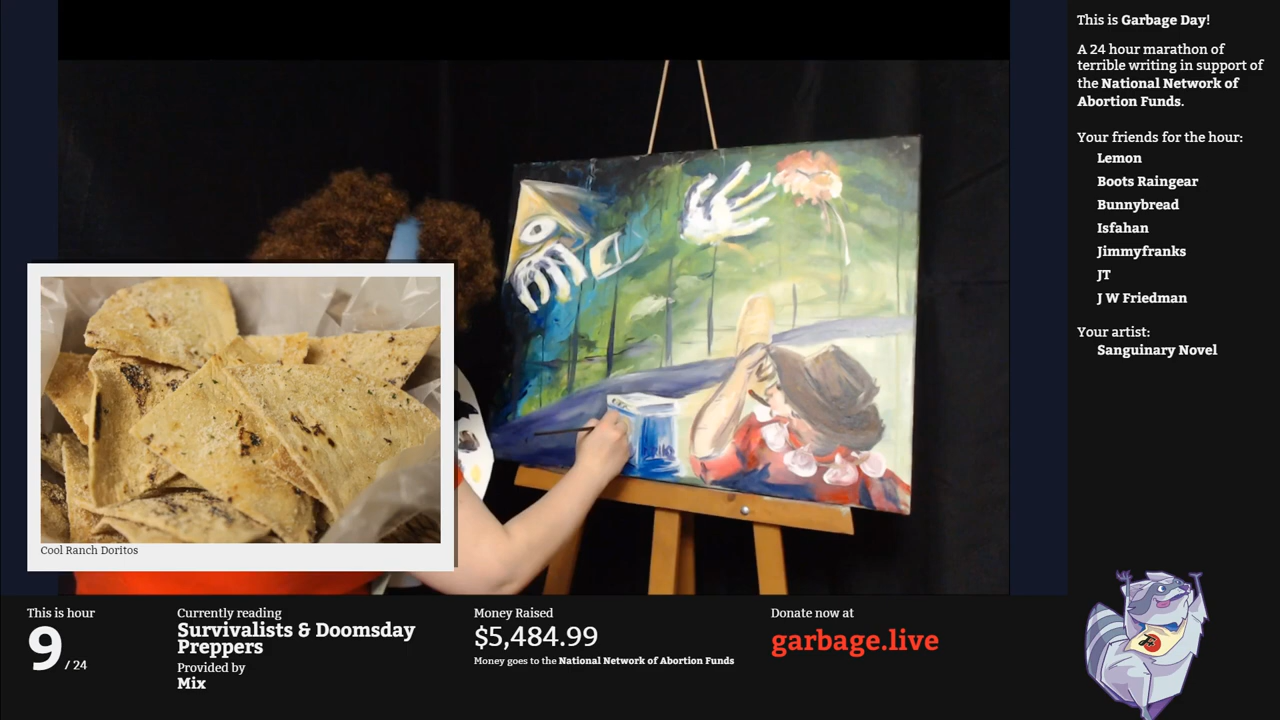 This is Garbage Day!
A 24 hour marathon of
terrible writing in support of
the National Network of
Abortion Funds.
Your friends for the hour:
Lemon
Boots Raingear
Bunnybread
Isfahan
Jimmyfranks
JT
J W Friedman
Your artist:
Sanguinary Novel
Cool Ranch Doritos
This is hour
9 / 24
Currently reading
Survivalists & Doomsday
Preppers
Provided by
Mix
Money Raised
$5,484.99
Money goes to the National Network of Abortion Funds
Donate now at
garbage.live